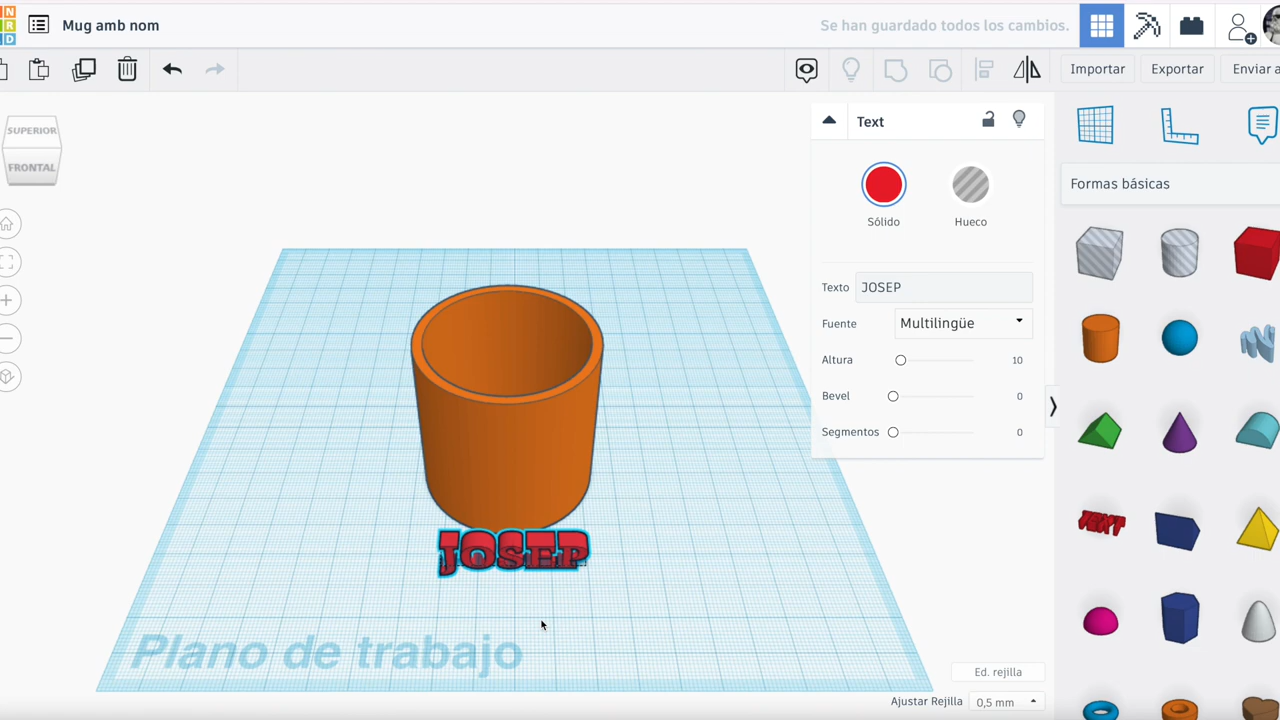 N
R
D
Mug amb nom
Se han guardado todos los cambios.
Importar
Exportar
Enviar a
SUPERIOR
FRONTAL
Text
Sólido
Hueco
Texto JOSEP
Fuente Multilingüe
Altura 10
Bevel 0
Segmentos 0
Formas básicas
TEXT
JOSEP
Plano de trabajo
Ed. rejilla
Ajustar Rejilla 0,5 mm